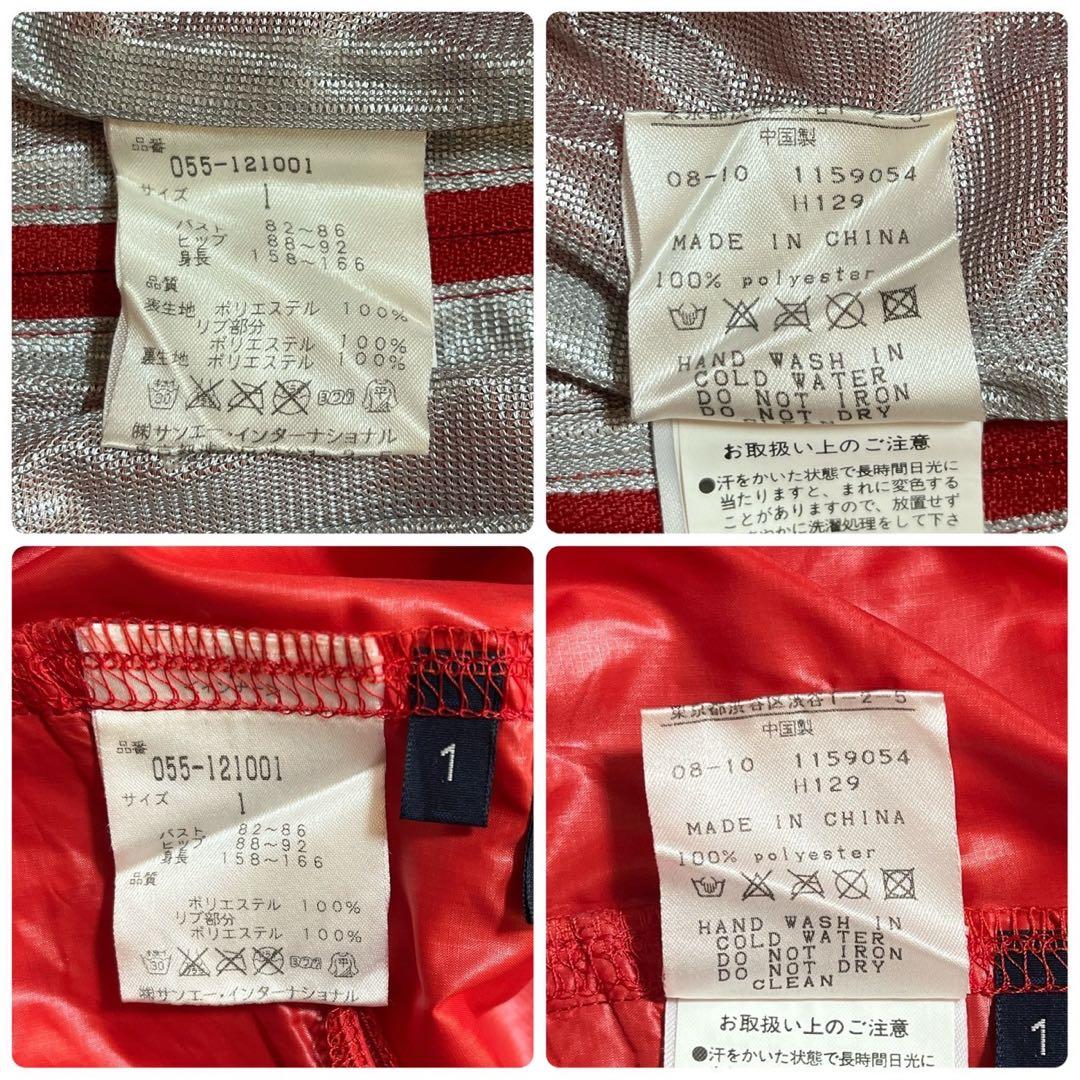 品番
055-121001
サイズ 1
バスト 82～86
ヒップ 88～92
身長 158～166
品質
表生地 ポリエステル 100%
リブ部分
ポリエステル 100%
裏生地 ポリエステル 100%
㈱サンエー・インターナショナル
中国製
08-10 1159054
H129
MADE IN CHINA
100% polyester
HAND WASH IN
COLD WATER
DO NOT IRON
DO NOT DRY
お取扱い上のご注意
●汗をかいた状態で長時間日光に
当たりますと、まれに変色する
ことがありますので、放置せず
洗濯処理をして下さ
品番
055-121001
サイズ 1
バスト 82～86
ヒップ 88～92
身長 158～166
品質
ポリエステル 100%
リブ部分
ポリエステル 100%
30
㈱サンエー・インターナショナル
1
東京都渋谷区渋谷1-2-5
中国製
08-10 1159054
H129
MADE IN CHINA
100% polyester
HAND WASH IN
COLD WATER
DO NOT IRON
DO NOT DRY
CLEAN
お取扱い上のご注意
●汗をかいた状態で長時間日光に
1